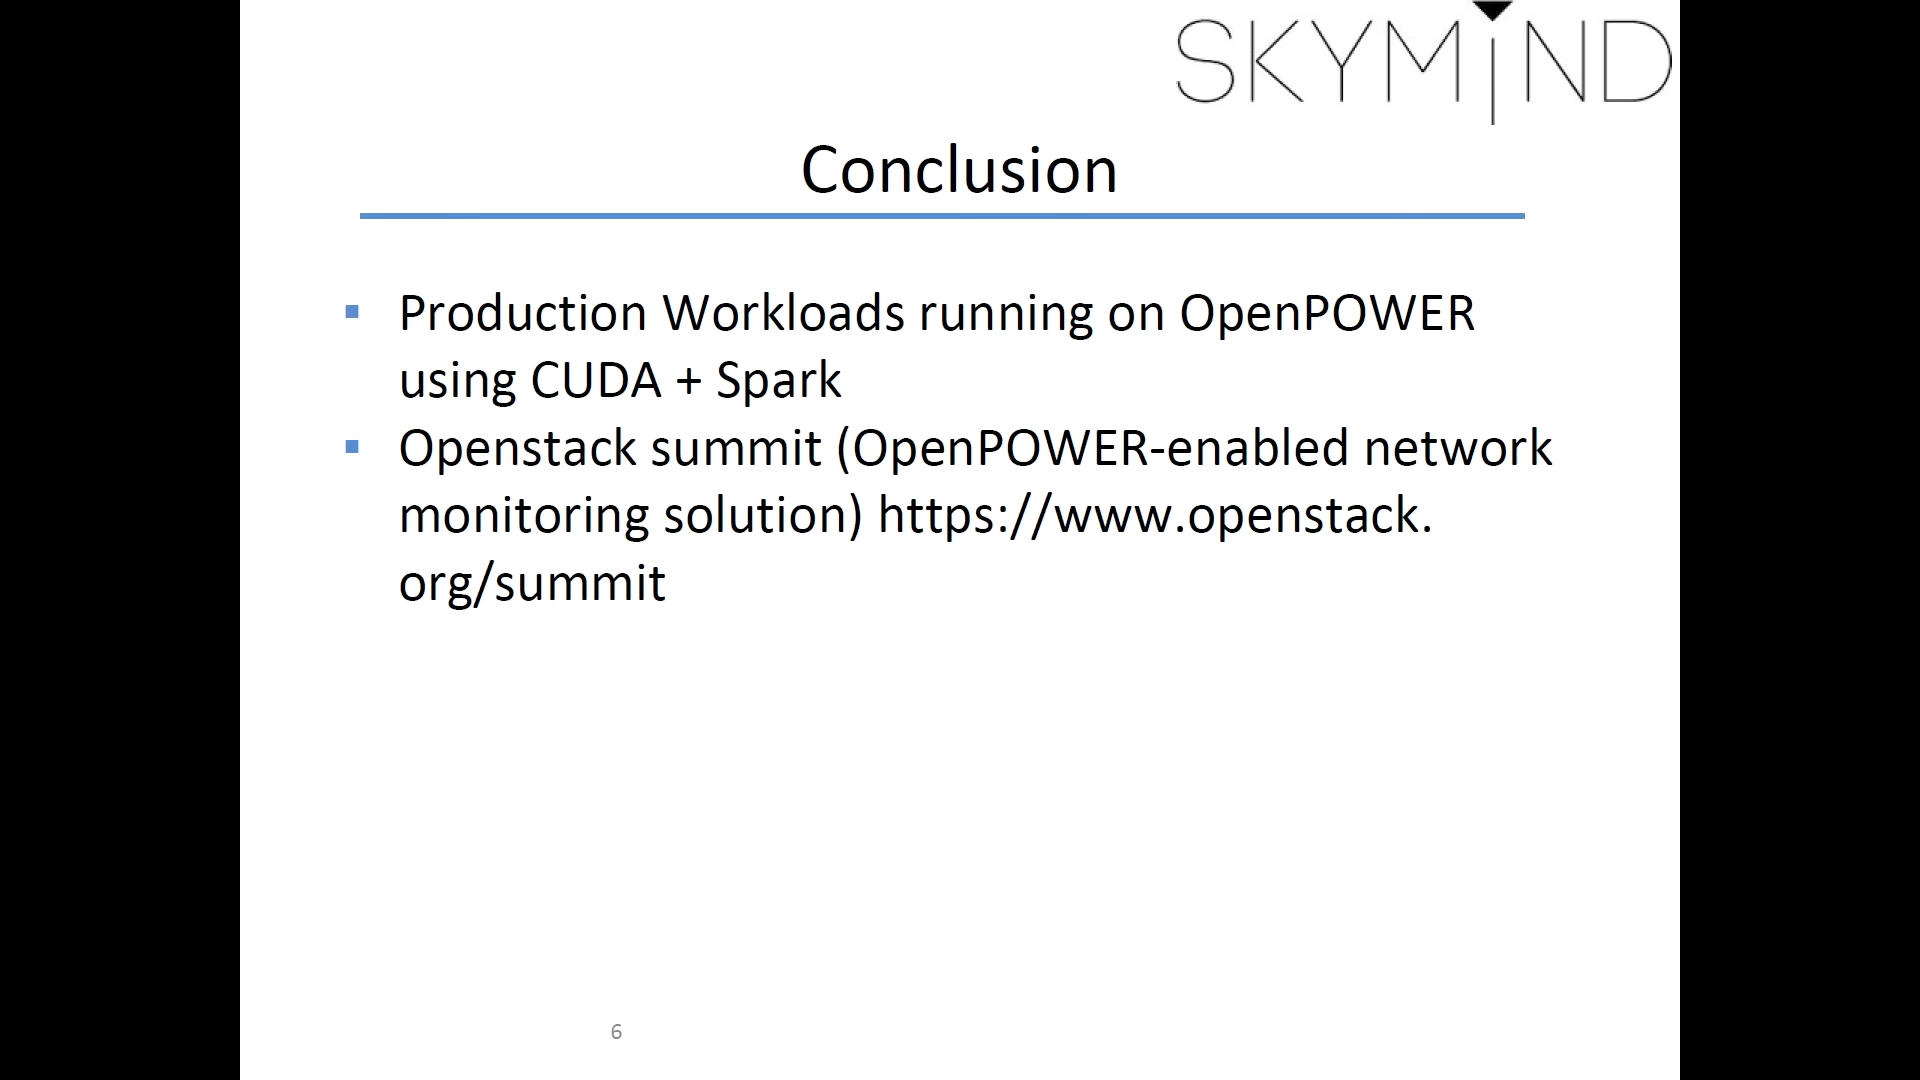 SKYMIND
Conclusion
▪ Production Workloads running on OpenPOWER
using CUDA + Spark
▪ Openstack summit (OpenPOWER-enabled network
monitoring solution) https://www.openstack.
org/summit
6